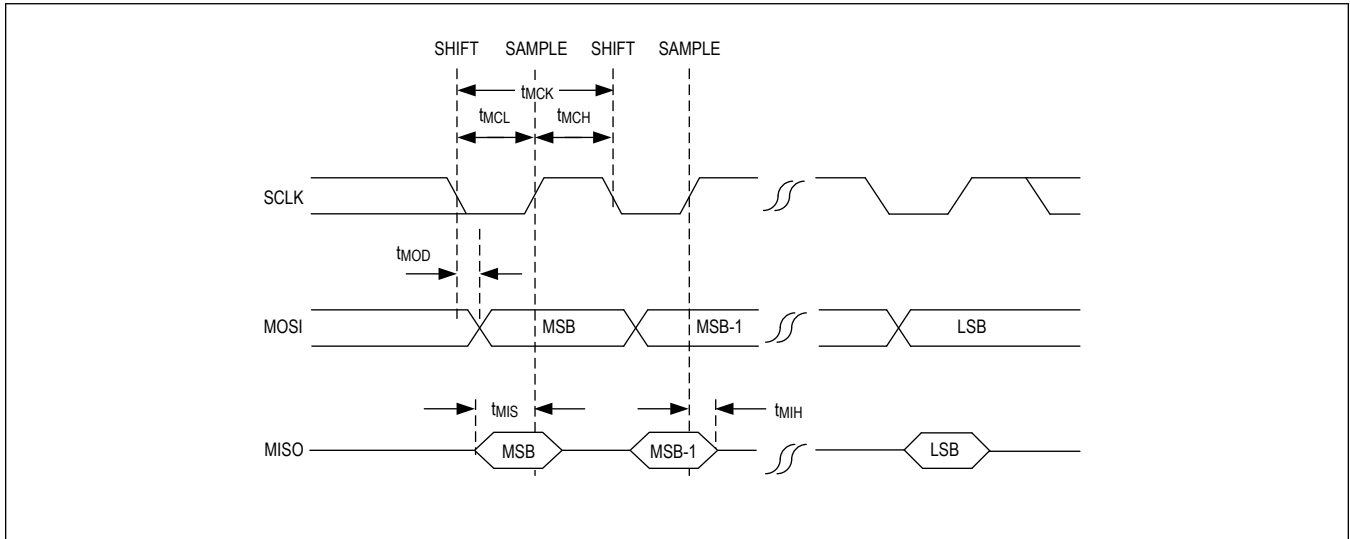 SHIFT SAMPLE SHIFT SAMPLE
tMCK
tMCL tMCH
SCLK
tMOD
MOSI MSB MSB-1 LSB
tMIS tMIH
MISO MSB MSB-1 LSB